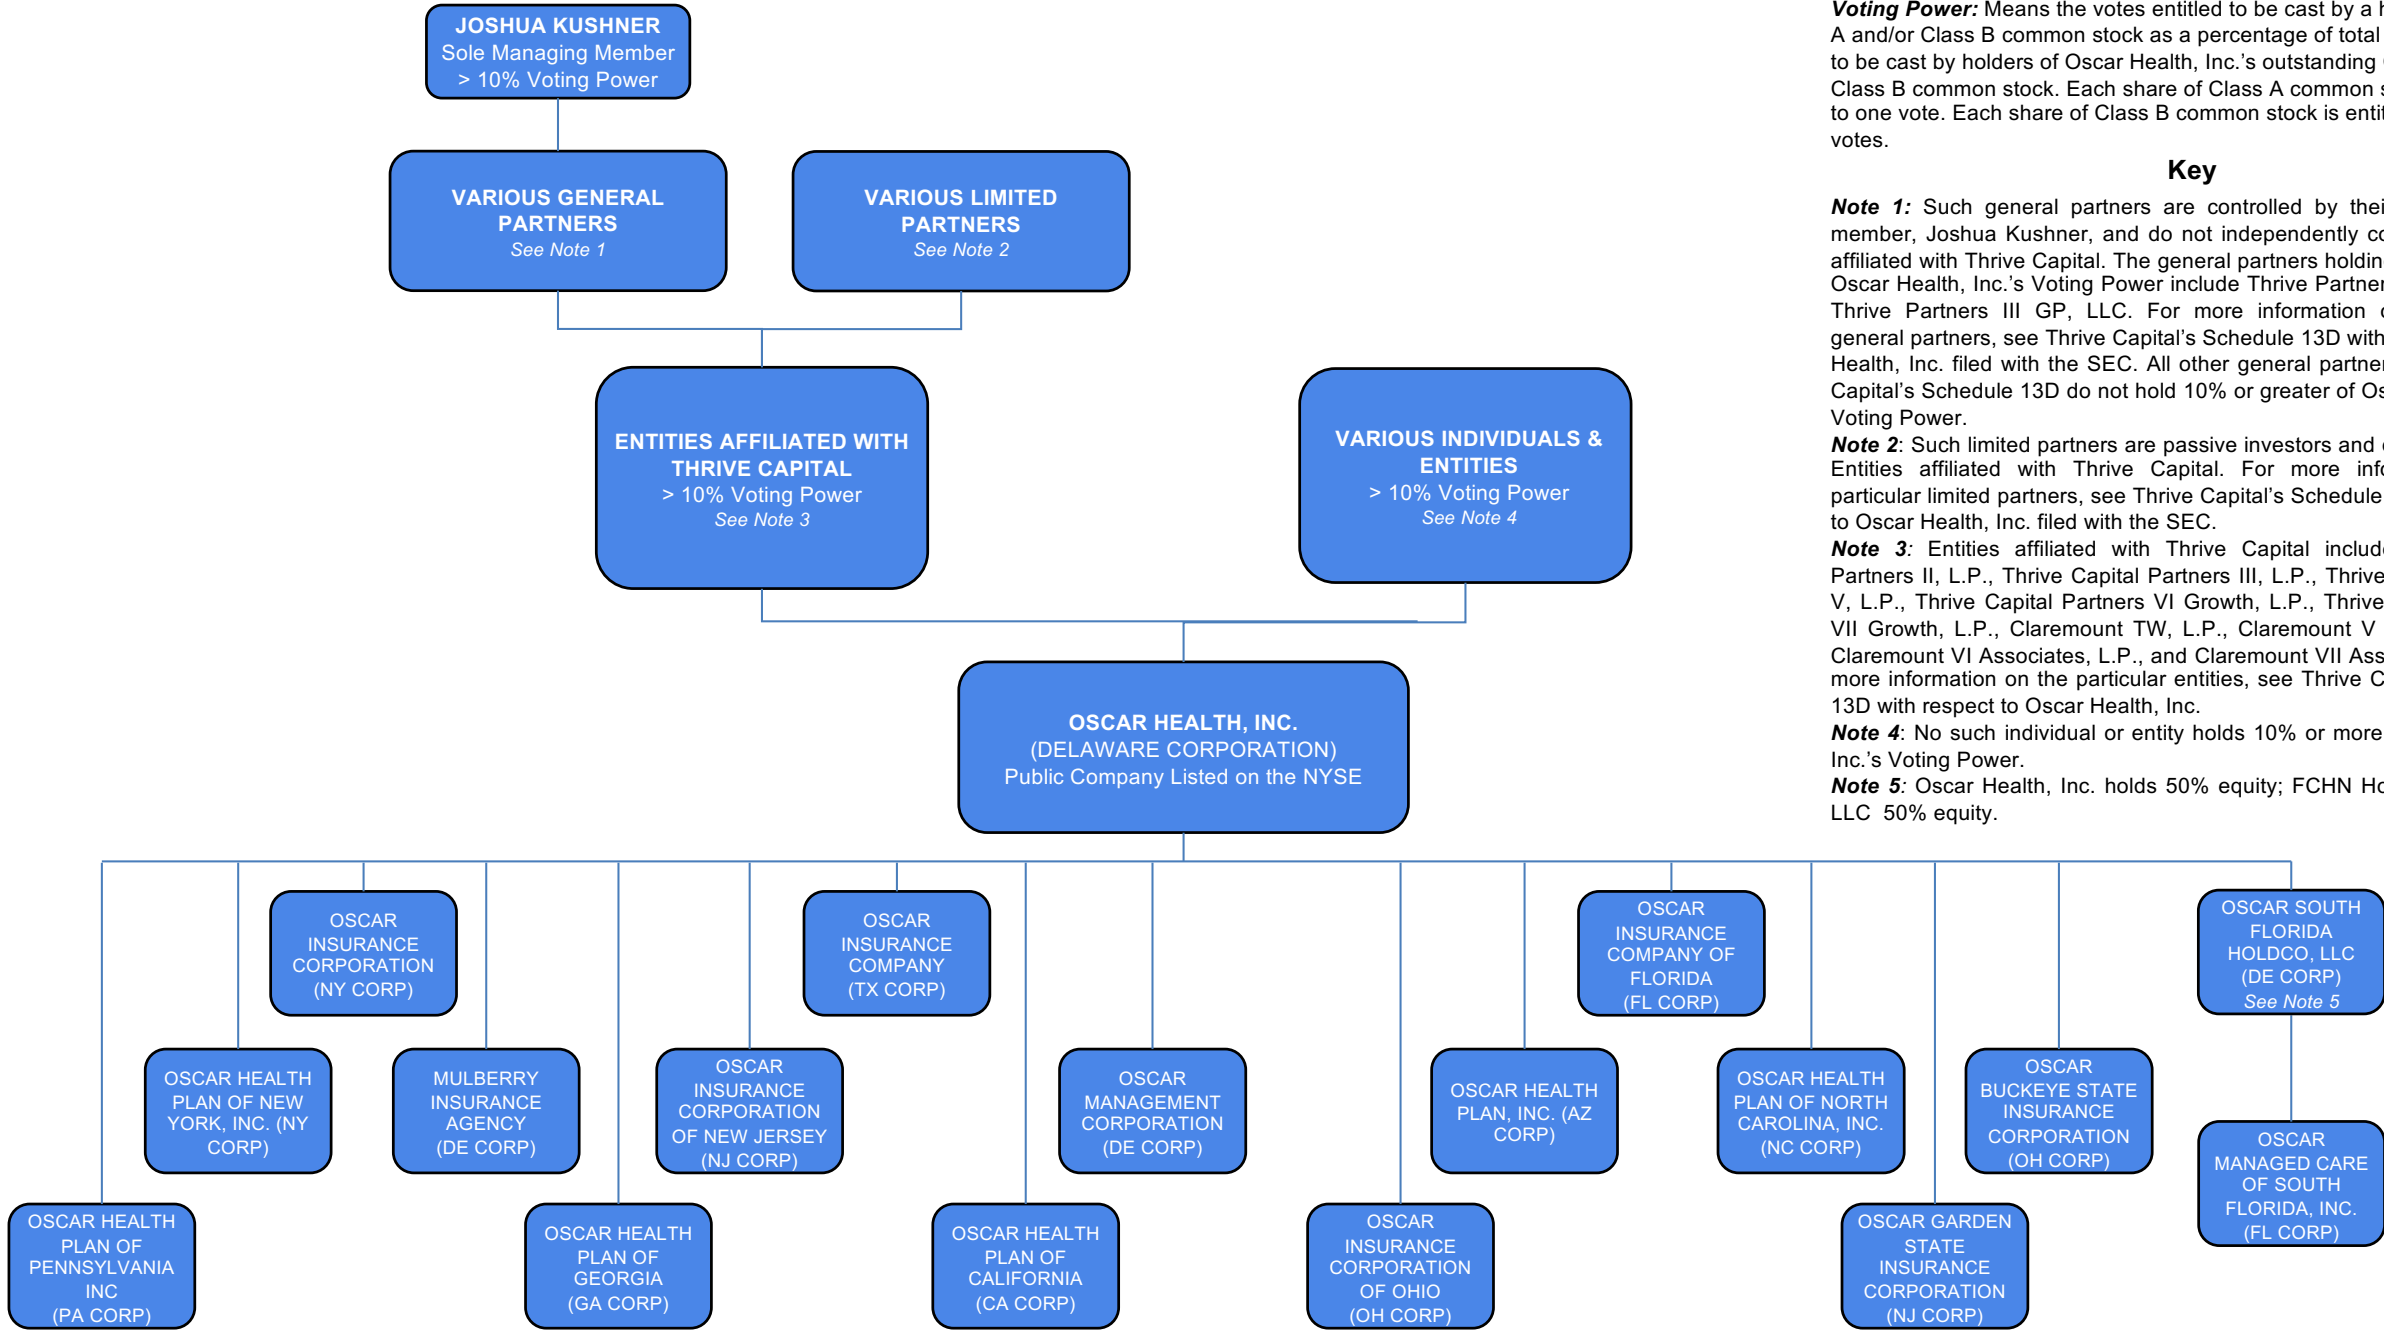 JOSHUA KUSHNER
Sole Managing Member
> 10% Voting Power
VARIOUS GENERAL
PARTNERS
See Note 1
VARIOUS LIMITED
PARTNERS
See Note 2
ENTITIES AFFILIATED WITH
THRIVE CAPITAL
> 10% Voting Power
See Note 3
VARIOUS INDIVIDUALS &
ENTITIES
> 10% Voting Power
See Note 4
OSCAR HEALTH, INC.
(DELAWARE CORPORATION)
Public Company Listed on the NYSE
Voting Power: Means the votes entitled to be cast by a
A and/or Class B common stock as a percentage of total
to be cast by holders of Oscar Health, Inc.'s outstanding
Class B common stock. Each share of Class A common
to one vote. Each share of Class B common stock is
votes.
Key
Note 1: Such general partners are controlled by
member, Joshua Kushner, and do not independently
affiliated with Thrive Capital. The general partners
Oscar Health, Inc.'s Voting Power include Thrive
Thrive Partners III GP, LLC. For more information
general partners, see Thrive Capital's Schedule 13D with
Health, Inc. filed with the SEC. All other general
Capital's Schedule 13D do not hold 10% or greater of
Voting Power.
Note 2: Such limited partners are passive investors and
Entities affiliated with Thrive Capital. For more
particular limited partners, see Thrive Capital's Schedule
to Oscar Health, Inc. filed with the SEC.
Note 3: Entities affiliated with Thrive Capital
Partners II, L.P., Thrive Capital Partners III, L.P., Thrive
V, L.P., Thrive Capital Partners VI Growth, L.P., Thrive
VII Growth, L.P., Claremount TW, L.P., Claremount V
Claremount VI Associates, L.P., and Claremount VII
more information on the particular entities, see Thrive
13D with respect to Oscar Health, Inc.
Note 4: No such individual or entity holds 10% or more
Inc.'s Voting Power.
Note 5: Oscar Health, Inc. holds 50% equity; FCHN
LLC 50% equity.
OSCAR
INSURANCE
CORPORATION
(NY CORP)
OSCAR
INSURANCE
COMPANY
(TX CORP)
OSCAR
INSURANCE
COMPANY OF
FLORIDA
(FL CORP)
OSCAR SOUTH
FLORIDA
HOLDCO, LLC
(DE CORP)
See Note 5
OSCAR HEALTH
PLAN OF NEW
YORK, INC. (NY
CORP)
MULBERRY
INSURANCE
AGENCY
(DE CORP)
OSCAR
INSURANCE
CORPORATION
OF NEW JERSEY
(NJ CORP)
OSCAR
MANAGEMENT
CORPORATION
(DE CORP)
OSCAR HEALTH
PLAN, INC. (AZ
CORP)
OSCAR HEALTH
PLAN OF NORTH
CAROLINA, INC.
(NC CORP)
OSCAR
BUCKEYE STATE
INSURANCE
CORPORATION
(OH CORP)
OSCAR
MANAGED CARE
OF SOUTH
FLORIDA, INC.
(FL CORP)
OSCAR HEALTH
PLAN OF
PENNSYLVANIA
INC
(PA CORP)
OSCAR HEALTH
PLAN OF
GEORGIA
(GA CORP)
OSCAR HEALTH
PLAN OF
CALIFORNIA
(CA CORP)
OSCAR
INSURANCE
CORPORATION
OF OHIO
(OH CORP)
OSCAR GARDEN
STATE
INSURANCE
CORPORATION
(NJ CORP)